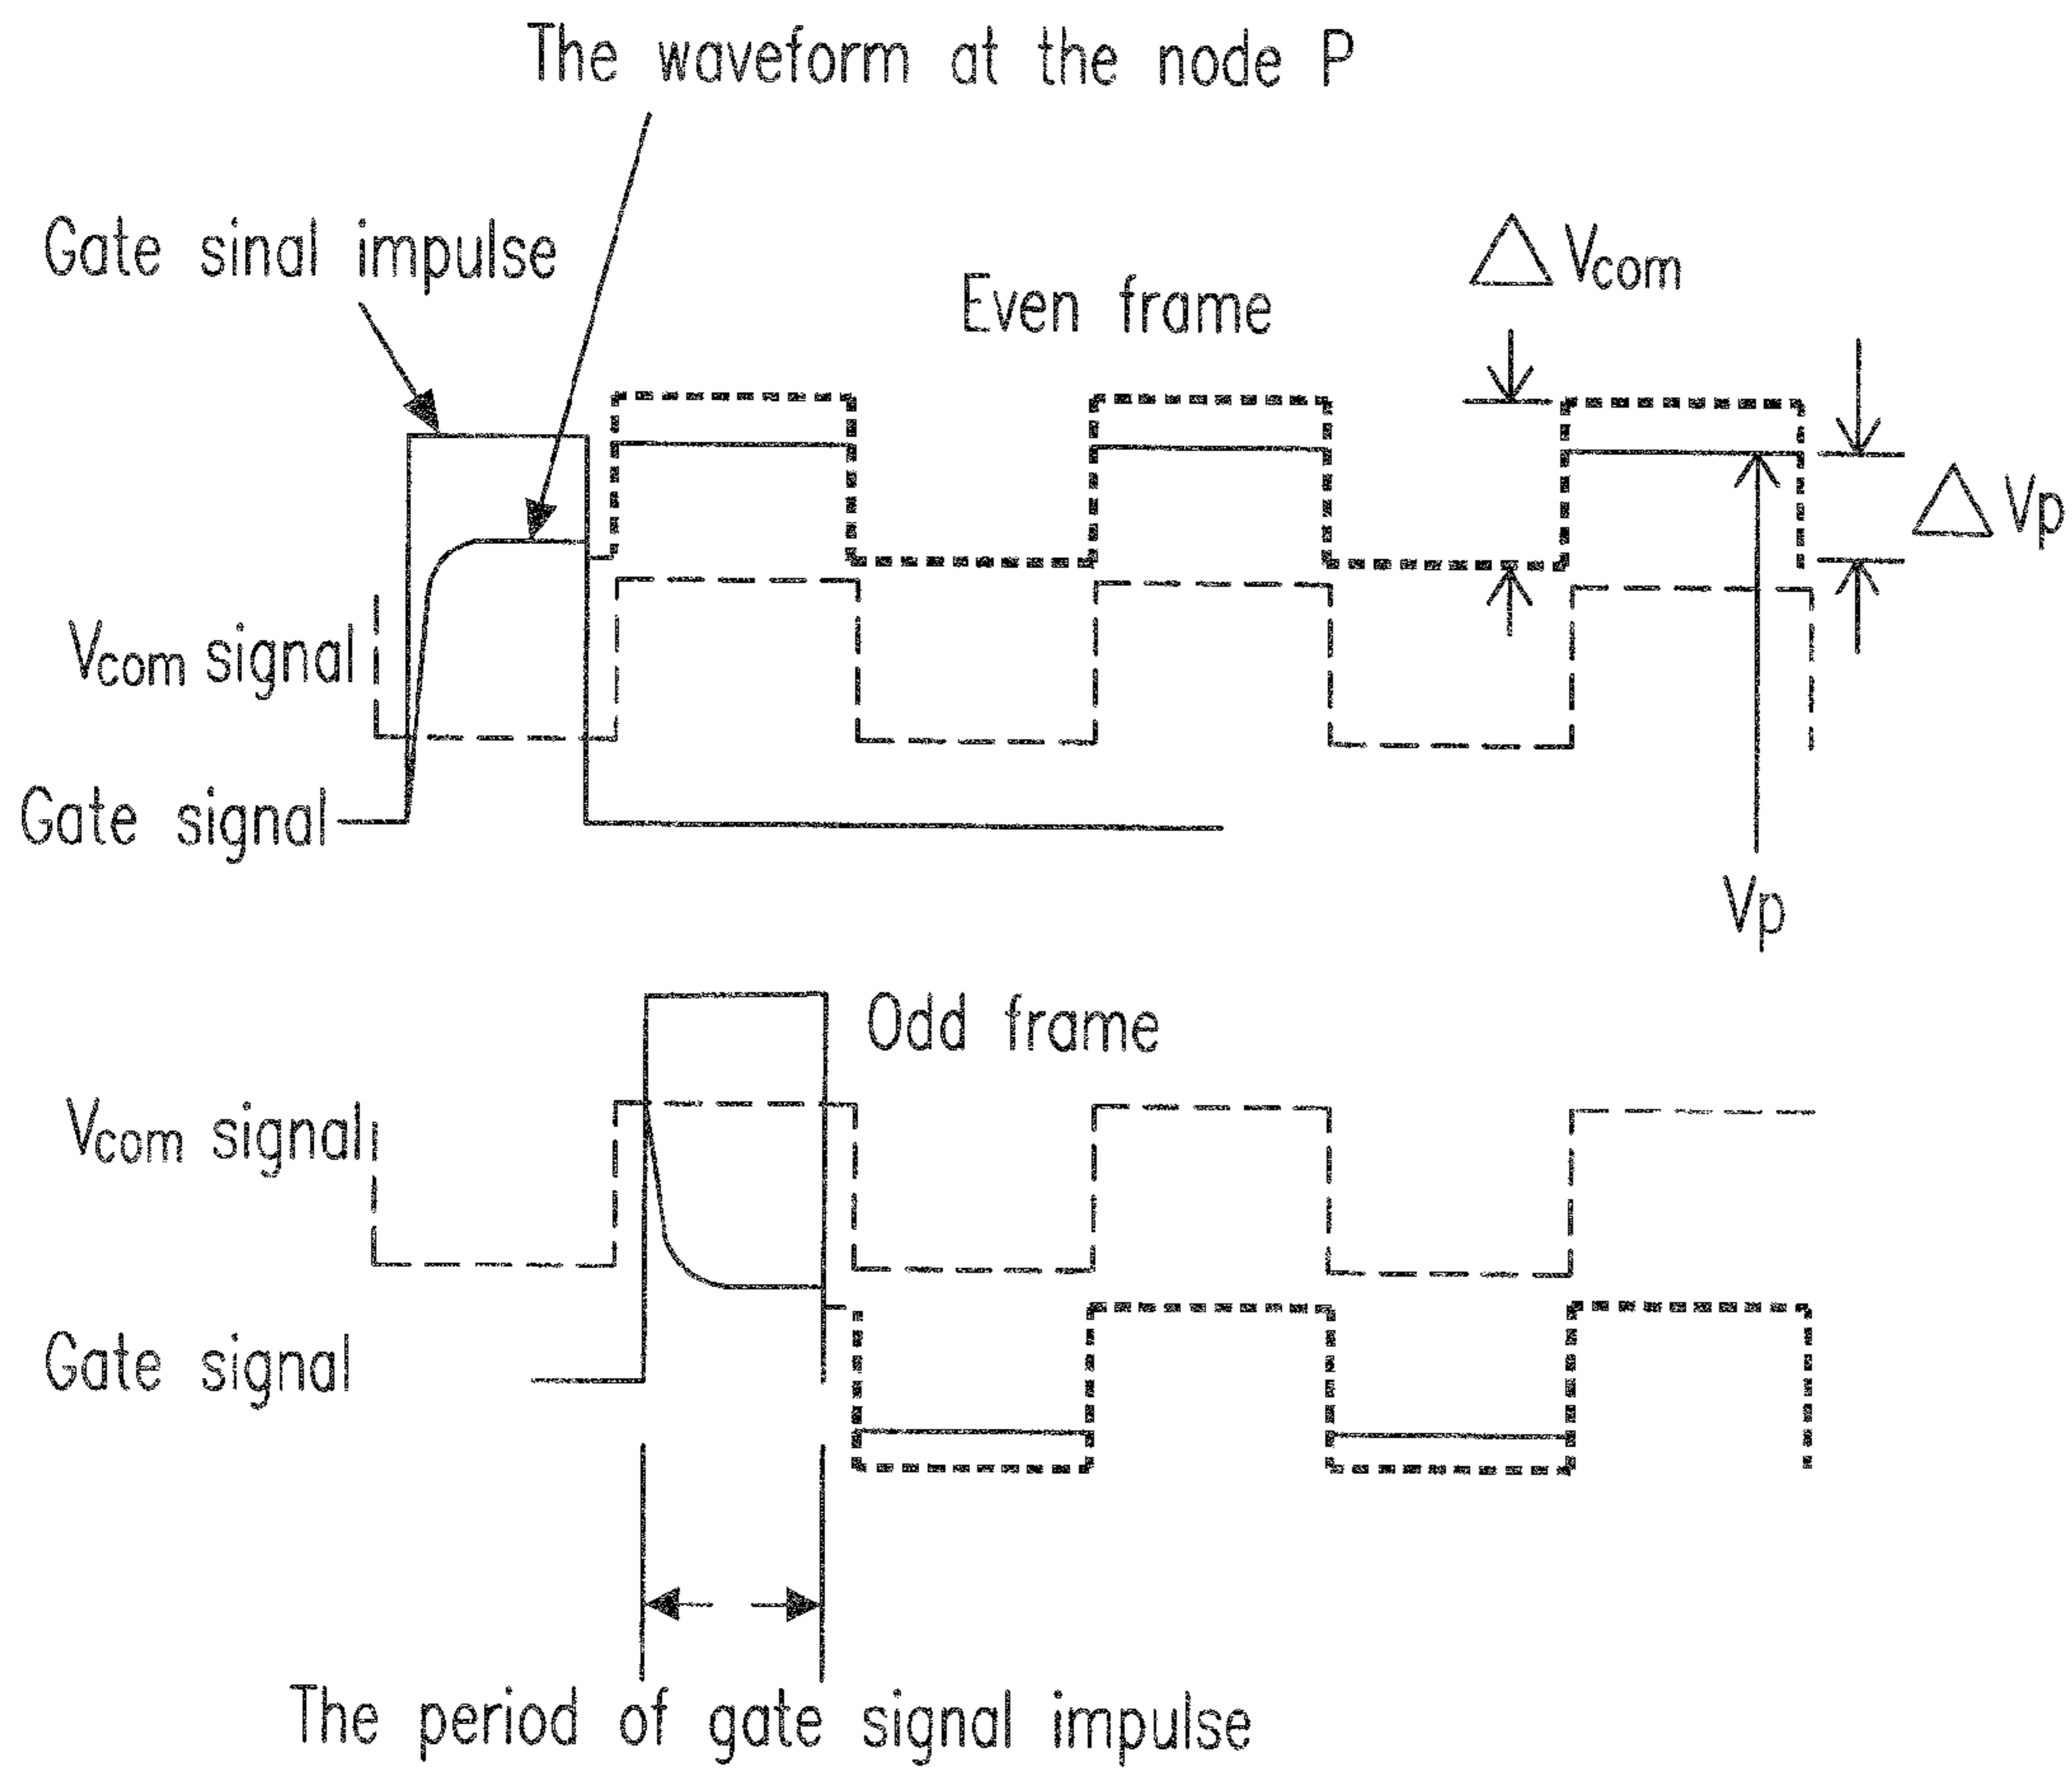 The waveform at the node P
Gate sinal impulse
△Vcom
Even frame
△Vp
Vcom signal
Gate signal
Vp
Odd frame
Vcom signal
Gate signal
The period of gate signal impulse